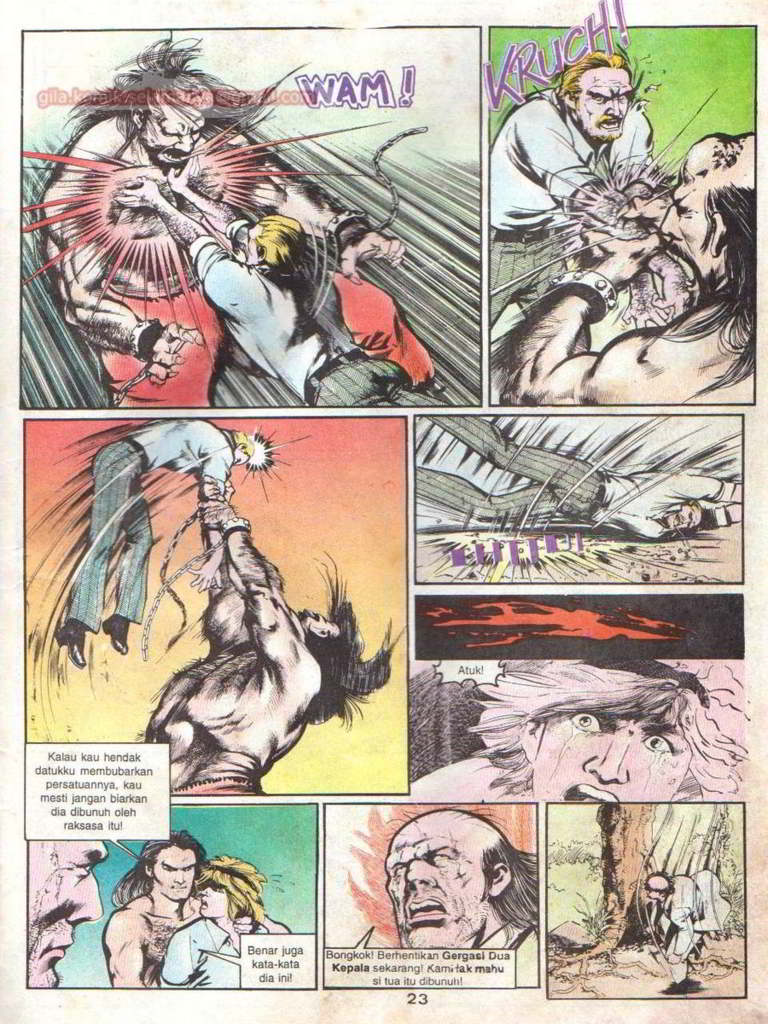 WAM!
KRUCH!
Atuk!
Kalau kau hendak
datukku membubarkan
persatuannya, kau
mesti jangan biarkan
dia dibunuh oleh
raksasa itu!
Benar juga
kata-kata
dia ini!
Bongkok! Berhentikan Gergasi Dua
Kepala sekarang! Kami tak mahu
si tua itu dibunuh!
23